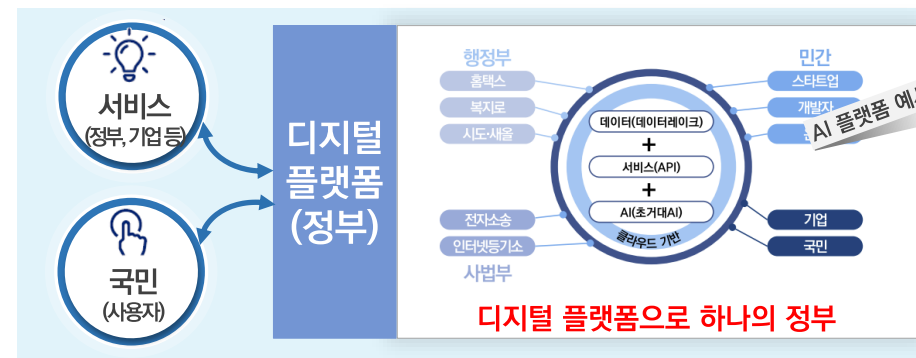 서비스
(정부, 기업 등)
국민
(사용자)
디지털
플랫폼
(정부)
행정부
홈택스
복지로
시도·새올
전자소송
인터넷등기소
사법부
데이터(데이터레이크)
+
서비스(API)
+
AI(초거대AI)
클라우드 기반
민간
스타트업
개발자
기업
국민
AI 플랫폼
디지털 플랫폼으로 하나의 정부